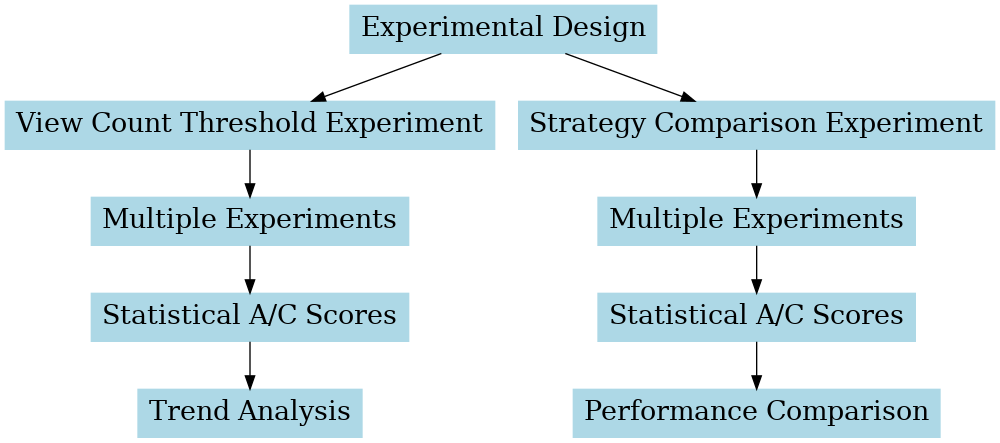 Experimental Design
View Count Threshold Experiment
Strategy Comparison Experiment
Multiple Experiments
Multiple Experiments
Statistical A/C Scores
Statistical A/C Scores
Trend Analysis
Performance Comparison